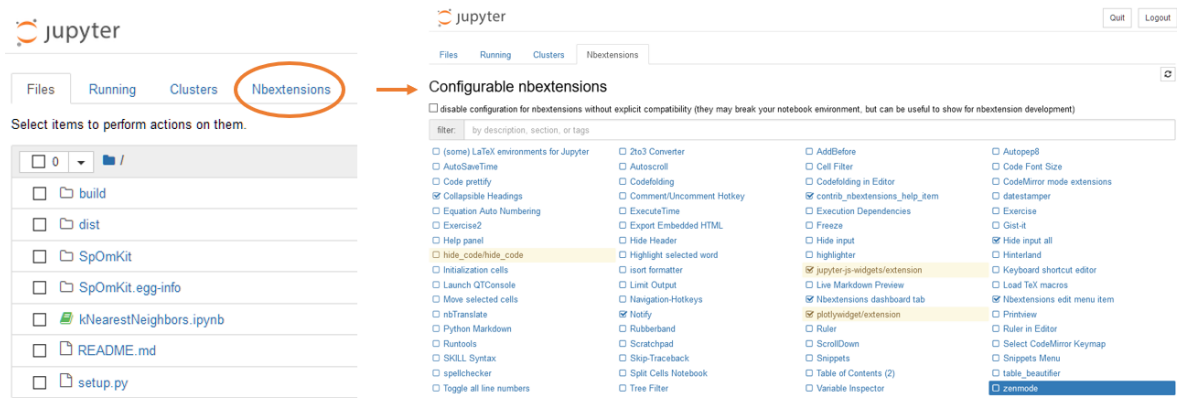 jupyter
Files Running Clusters Nbextensions
Select items to perform actions on them.
0 /
build
dist
SpOmKit
SpOmKit.egg-info
kNearestNeighbors.ipynb
README.md
setup.py
jupyter
Quit Logout
Files Running Clusters Nbextensions
Configurable nbextensions
disable configuration for nbextensions without explicit compatibility (they may break your notebook environment, but can be useful to show for nbextension development)
filter: by description, section, or tags
(some) LaTeX environments for Jupyter 2to3 Converter AddBefore Autopep8
AutoSaveTime Autoscroll Cell Filter Code Font Size
Code prettify Codefolding Codefolding in Editor CodeMirror mode extensions
Collapsible Headings Comment/Uncomment Hotkey contrib_nbextensions_help_item datestamper
Equation Auto Numbering ExecuteTime Execution Dependencies Exercise
Exercise2 Export Embedded HTML Freeze Gist-it
Help panel Hide Header Hide input Hide input all
hide_code/hide_code Highlight selected word highlighter Hinterland
Initialization cells isort formatter jupyter-js-widgets/extension Keyboard shortcut editor
Launch QTConsole Limit Output Live Markdown Preview Load TeX macros
Move selected cells Navigation-Hotkeys Nbextensions dashboard tab Nbextensions edit menu item
nbTranslate Notify plotlywidget/extension Printview
Python Markdown Rubberband Ruler Ruler in Editor
Runtools Scratchpad ScrollDown Select CodeMirror Keymap
SKILL Syntax Skip-Traceback Snippets Snippets Menu
spellchecker Split Cells Notebook Table of Contents (2) table_beautifier
Toggle all line numbers Tree Filter Variable Inspector zenmode